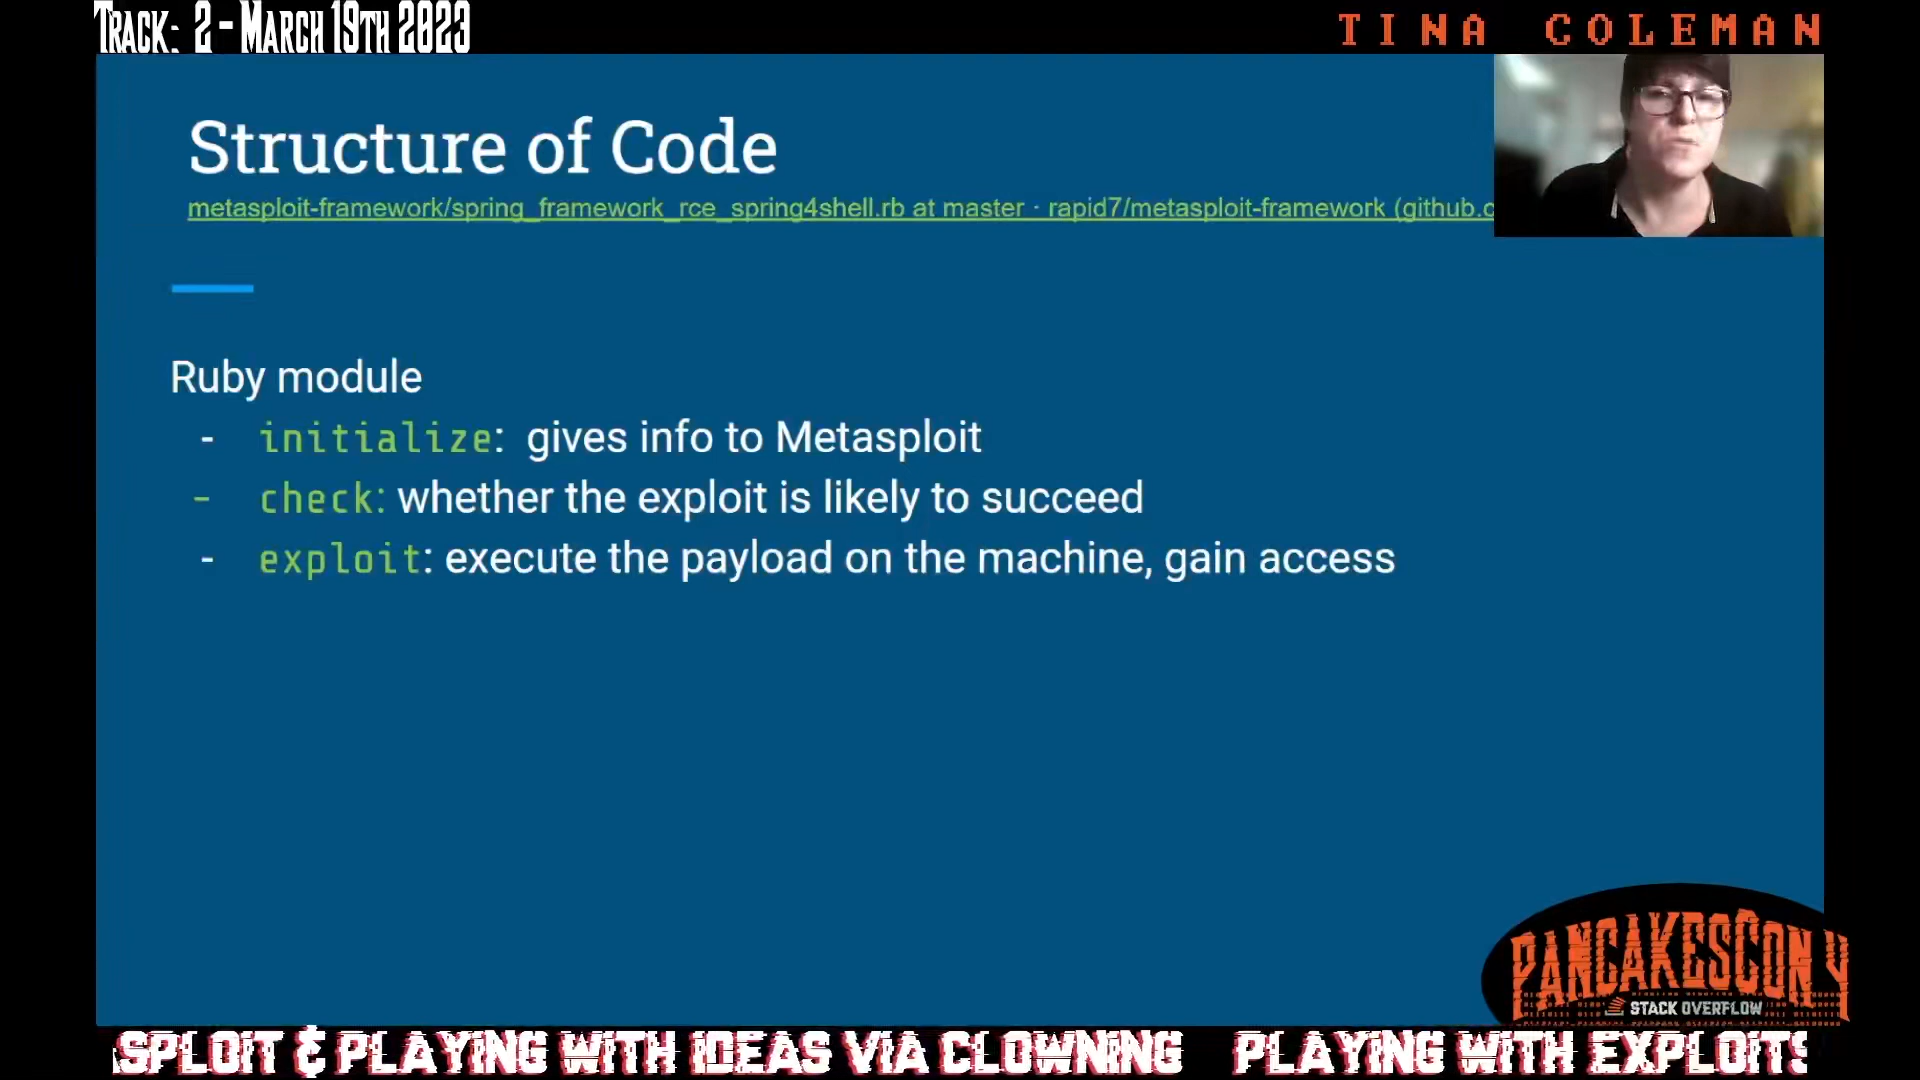 TRACK: 2 - MARCH 19TH 2023
TINA COLEMAN
Structure of Code
metasploit-framework/spring_framework_rce_spring4shell.rb at master · rapid7/metasploit-framework (github.c
Ruby module
- initialize: gives info to Metasploit
- check: whether the exploit is likely to succeed
- exploit: execute the payload on the machine, gain access
PANCAKESCON 4
STACK OVERFLOW
SPLOIT & PLAYING WITH IDEAS VIA CLOWNING PLAYING WITH EXPLOITS